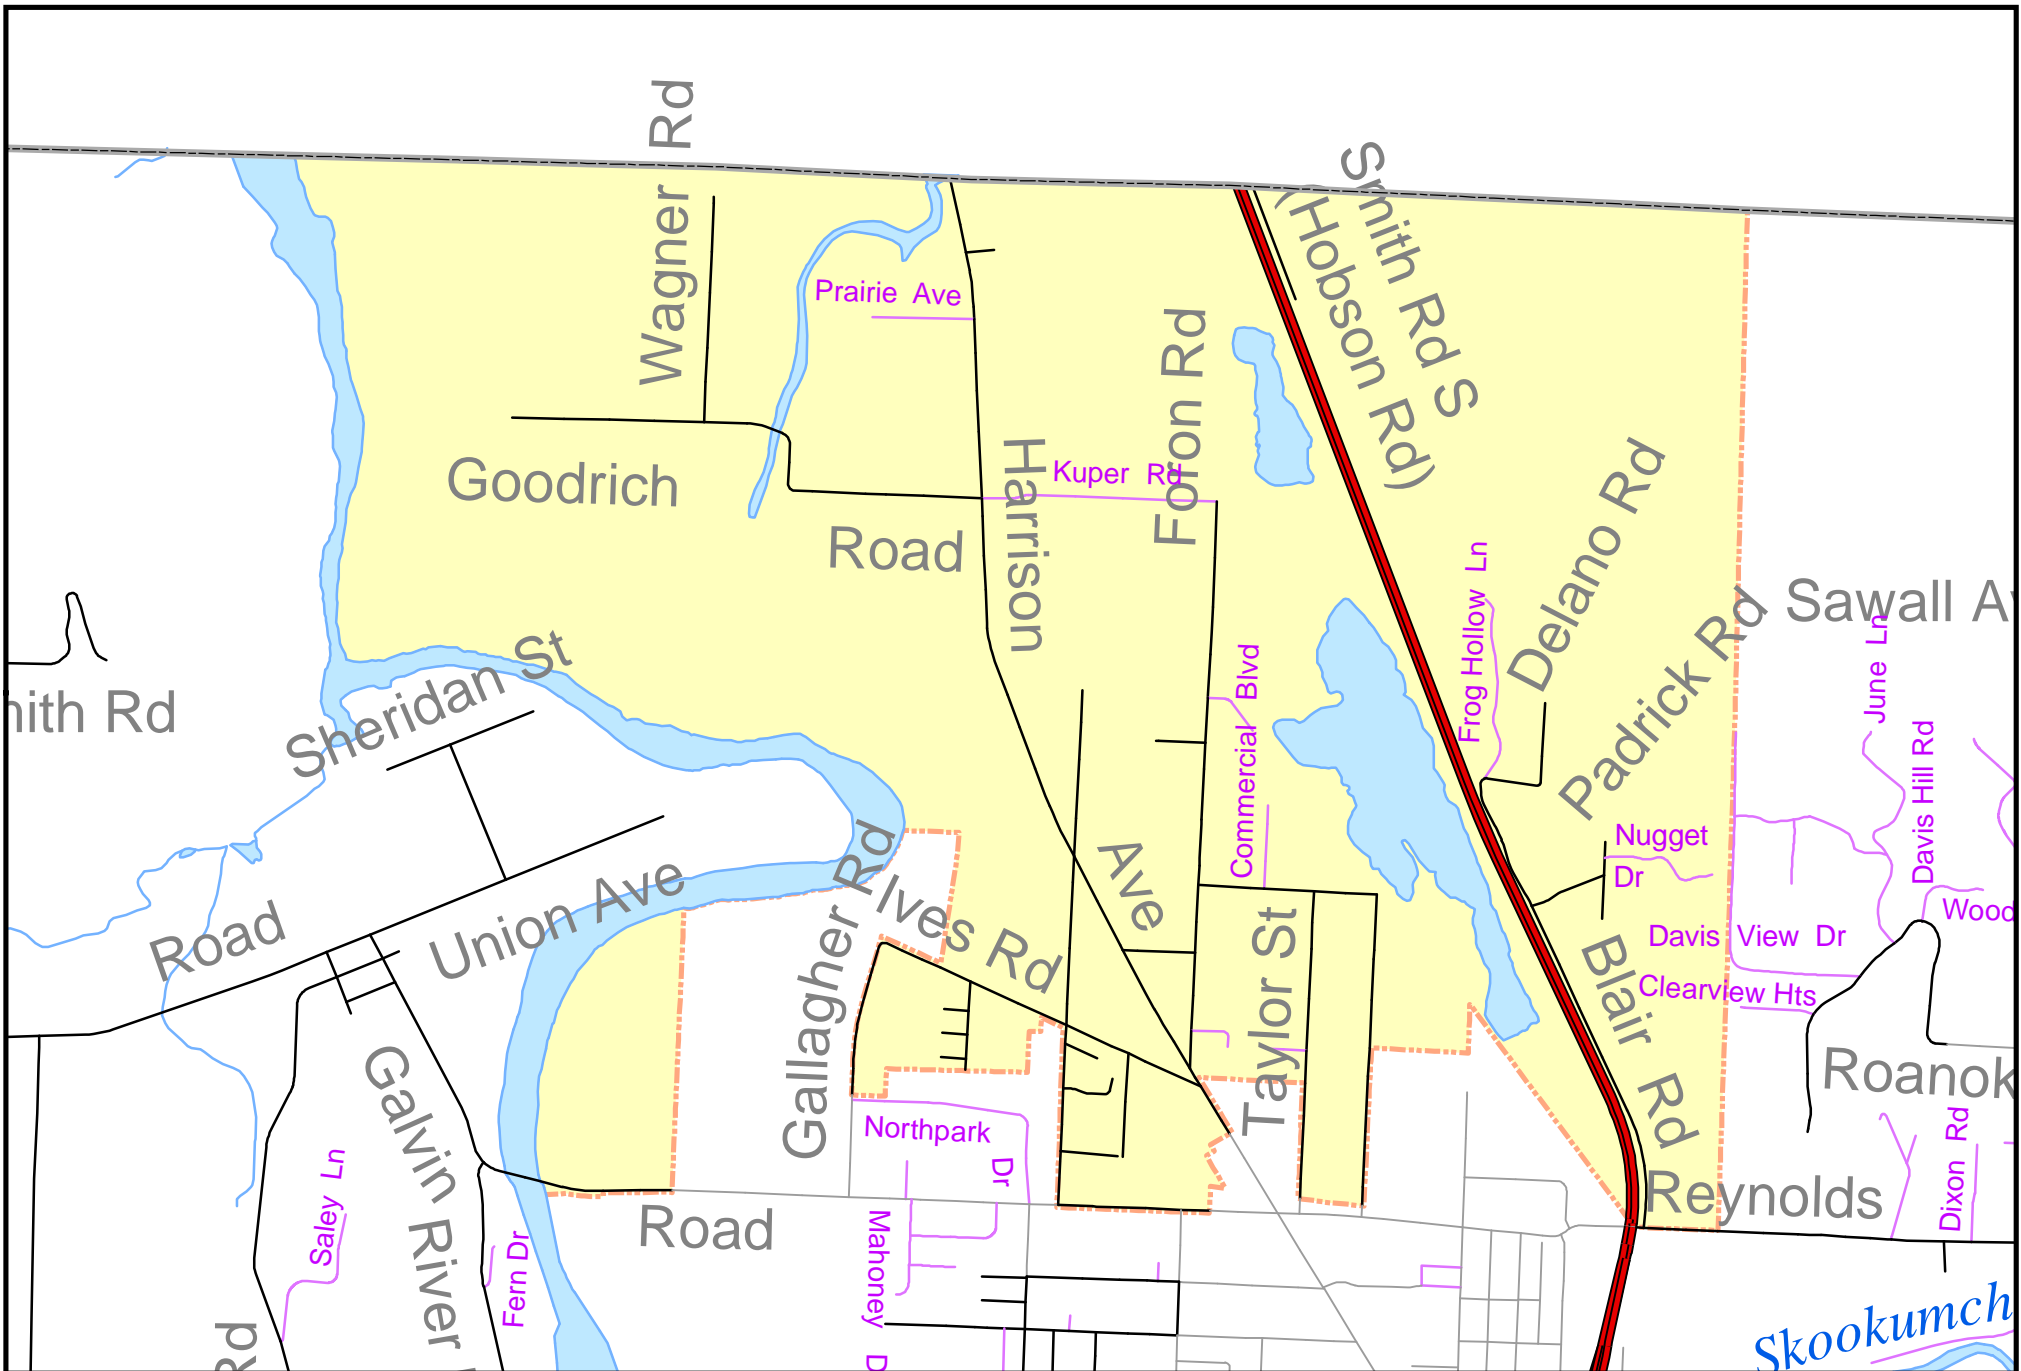 Wagner Rd
Smith Rd S
(Hobson Rd)
Prairie Ave
Foron Rd
Goodrich
Road
Harrison
Ave
Kuper Rd
Delano Rd
Frog Hollow Ln
Padrick Rd
Sawall Av
June Ln
Davis Hill Rd
Sheridan St
nith Rd
Commercial Blvd
Nugget
Dr
Wood
Davis View Dr
Clearview Hts
Road
Union Ave
Gallagher Rd
Ives Rd
Taylor St
Blair Rd
Roanok
Galvin River
Northpark
Dr
Dixon Rd
Saley Ln
Reynolds
Road
Fern Dr
Mahoney D
Rd
Skookumch